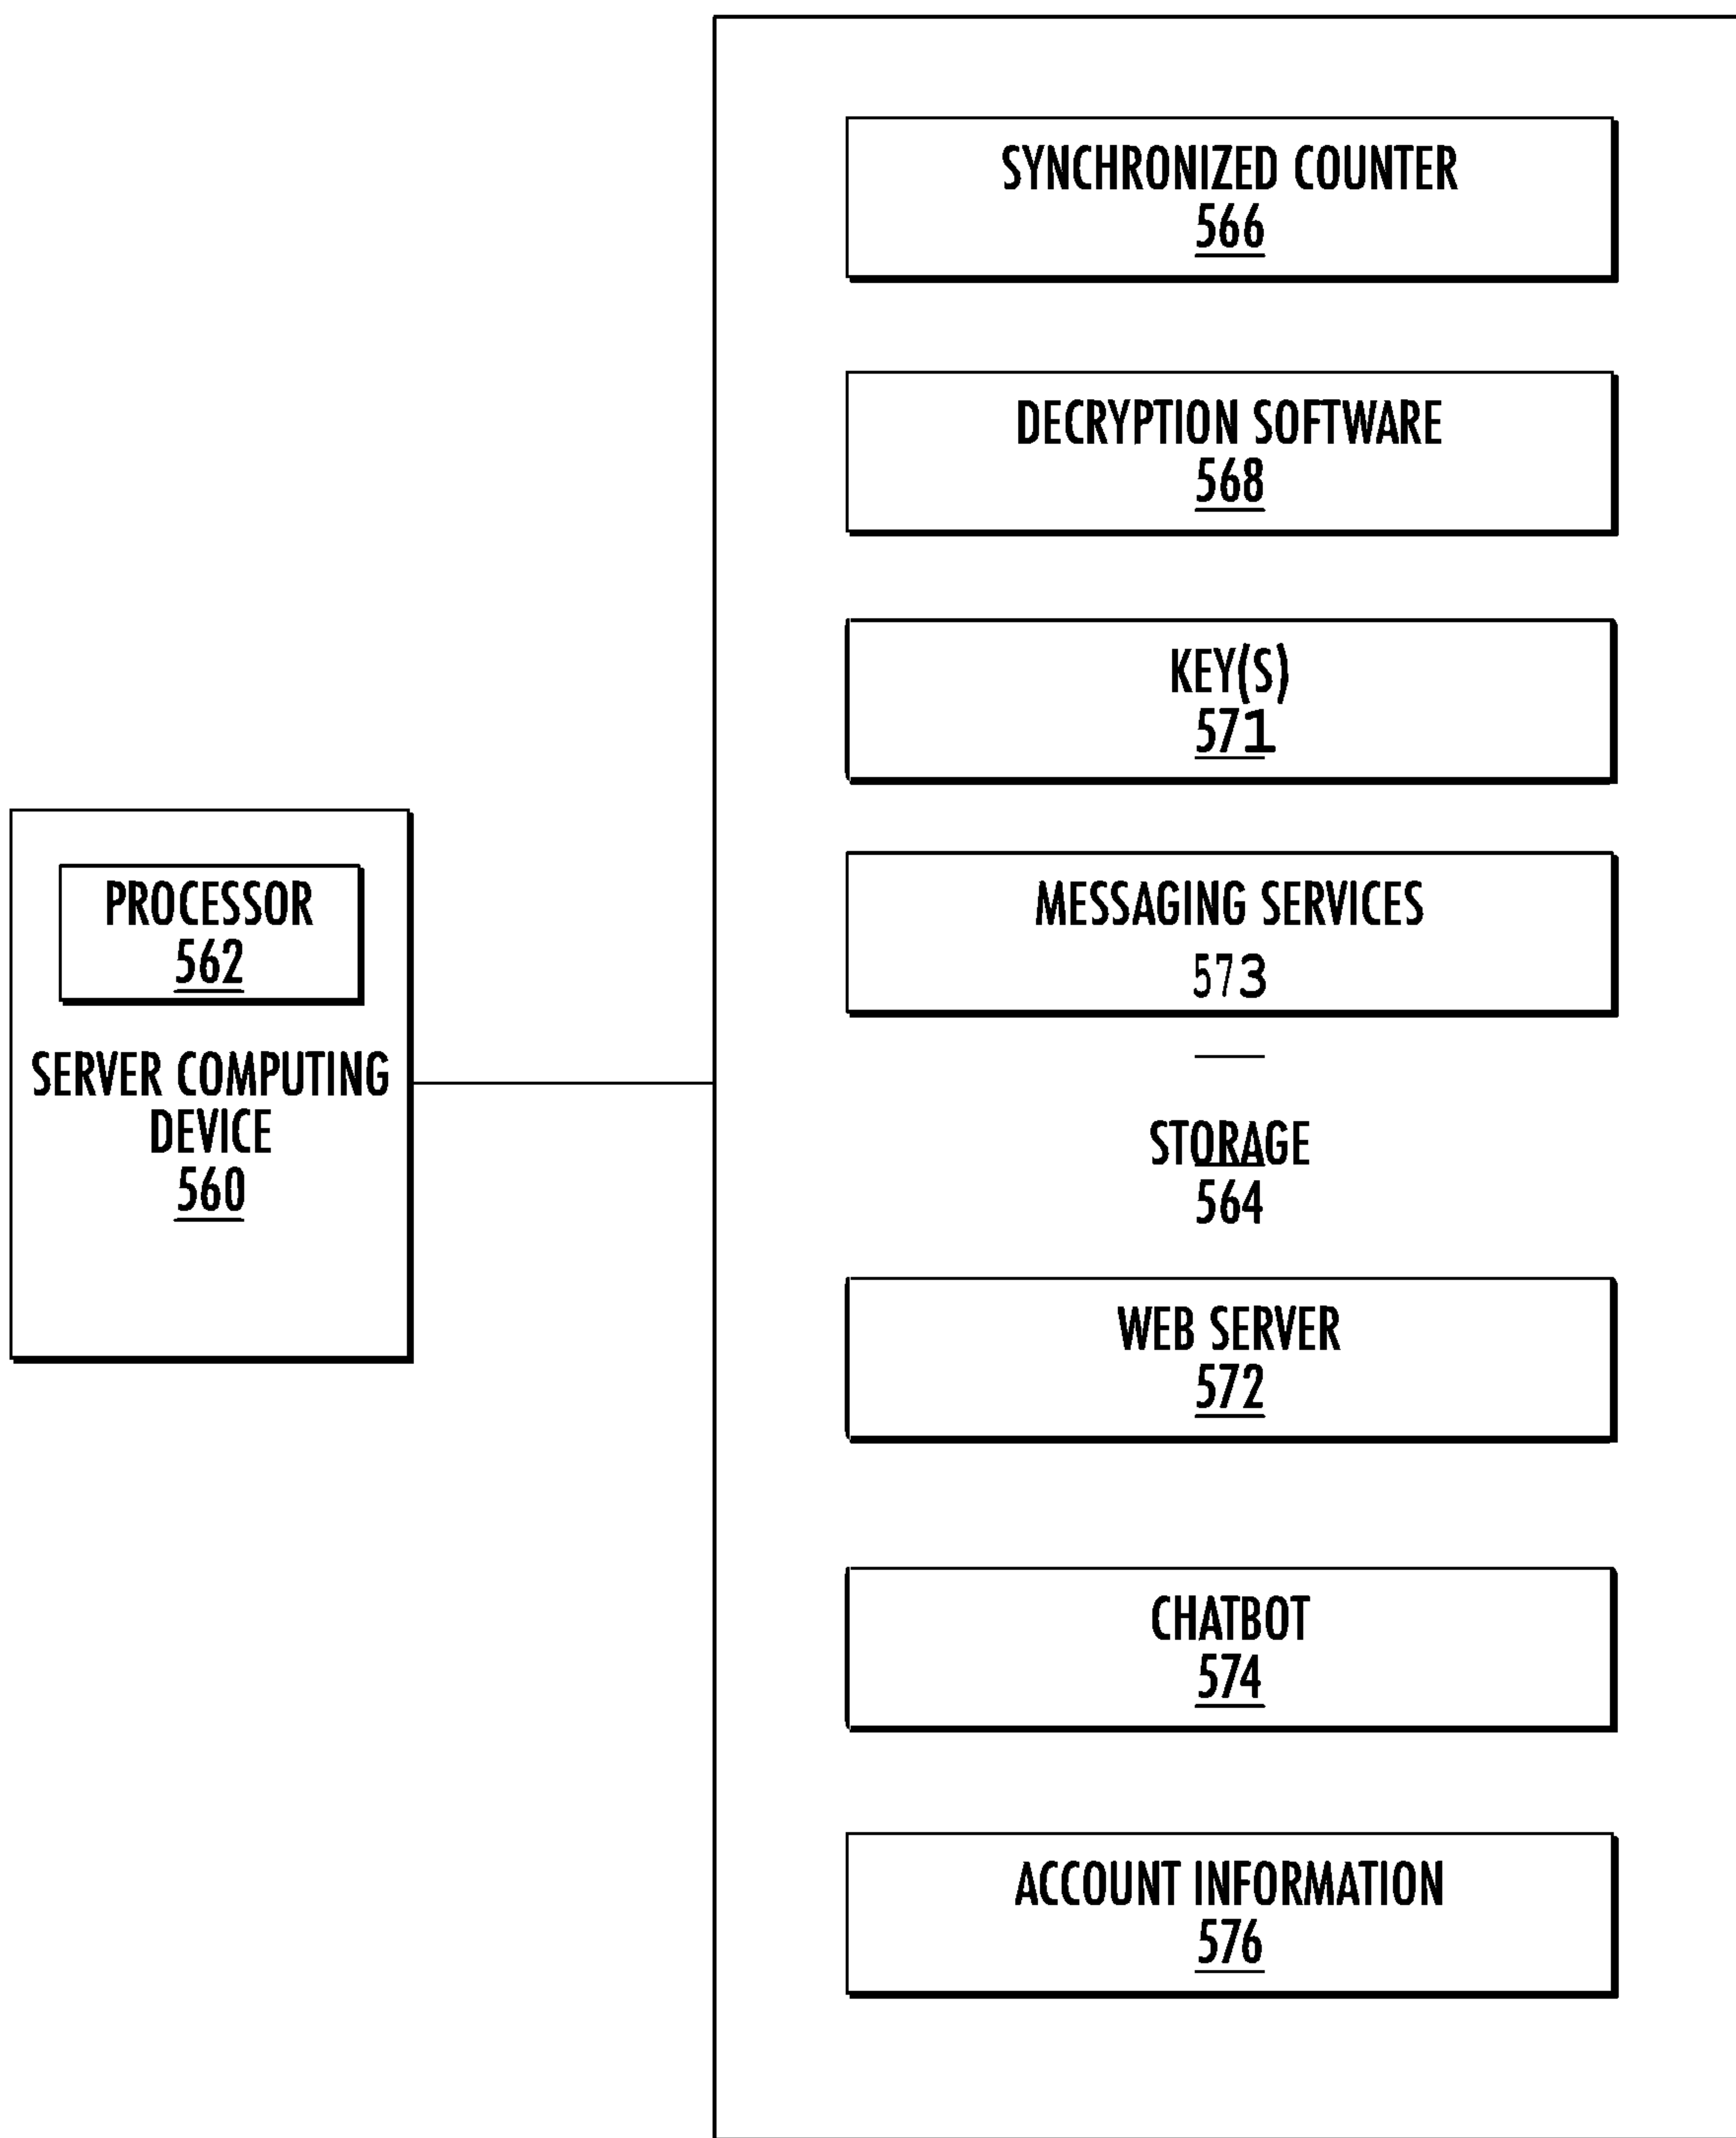 SYNCHRONIZED COUNTER
566
DECRYPTION SOFTWARE
568
KEY(S)
571
PROCESSOR
562
SERVER COMPUTING
DEVICE
560
MESSAGING SERVICES
573
STORAGE
564
WEB SERVER
572
CHATBOT
574
ACCOUNT INFORMATION
576